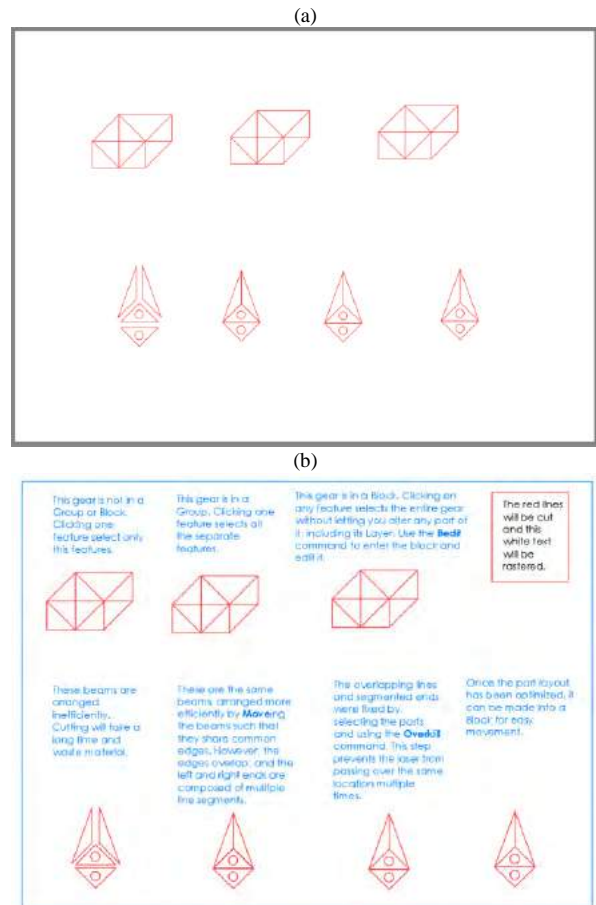 (a)
(b)
This gear is not in a
Group or Block.
Clicking one
feature select only
this features.
This gear is in a
Group. Clicking one
feature selects all
the separate
features.
This gear is in a Block. Clicking on
any feature selects the entire gear
without letting you alter any part of
it, including its Layer. Use the Bedit
command to enter the block and
edit it.
The red lines
will be cut
and this
white text
will be
rastered.
These beams are
arranged
inefficiently.
Cutting will take a
long time and
waste material.
These are the same
beams arranged more
efficiently by Moveing
the beams such that
they share common
edges. However, the
edges overlap, and the
left and right ends are
composed of multiple
line segments.
The overlapping lines
and segmented ends
were fixed by
selecting the parts
and using the Overkill
command. This step
prevents the laser from
passing over the same
location multiple
times.
Once the part layout
has been optimized, it
can be made into a
Block for easy
movement.